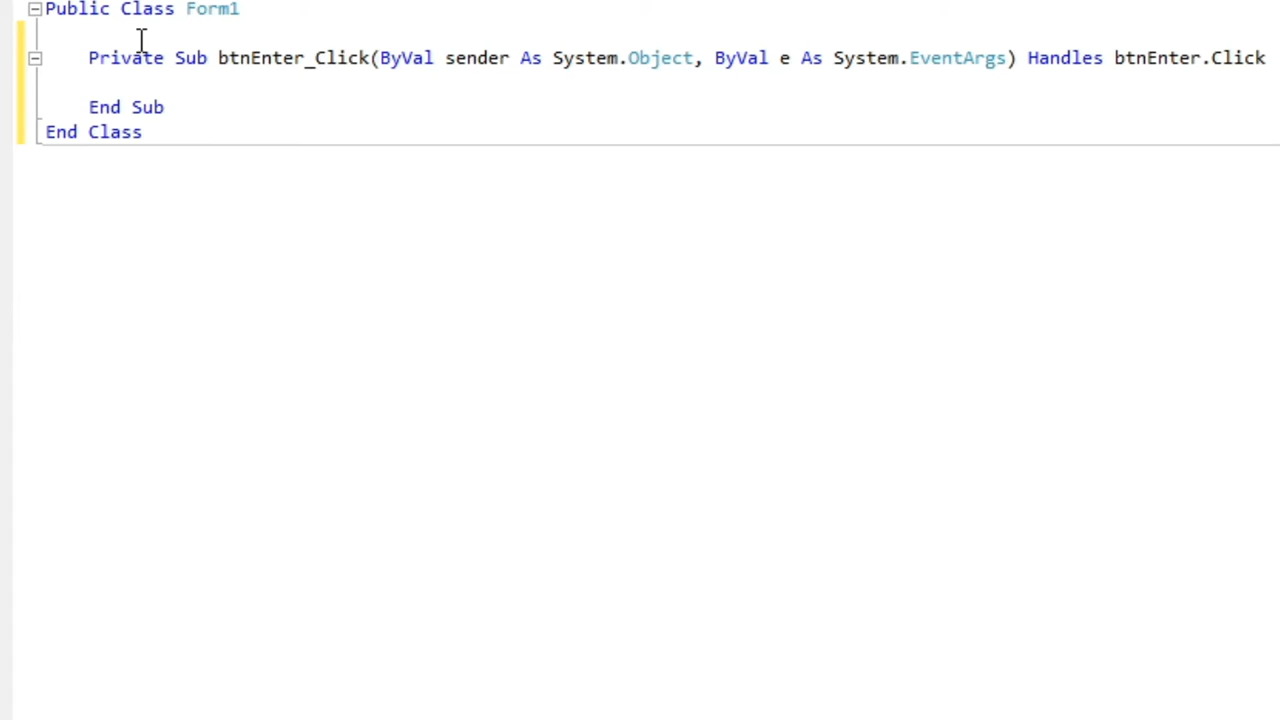 Public Class Form1
Private Sub btnEnter_Click(ByVal sender As System.Object, ByVal e As System.EventArgs) Handles btnEnter.Click
End Sub
End Class